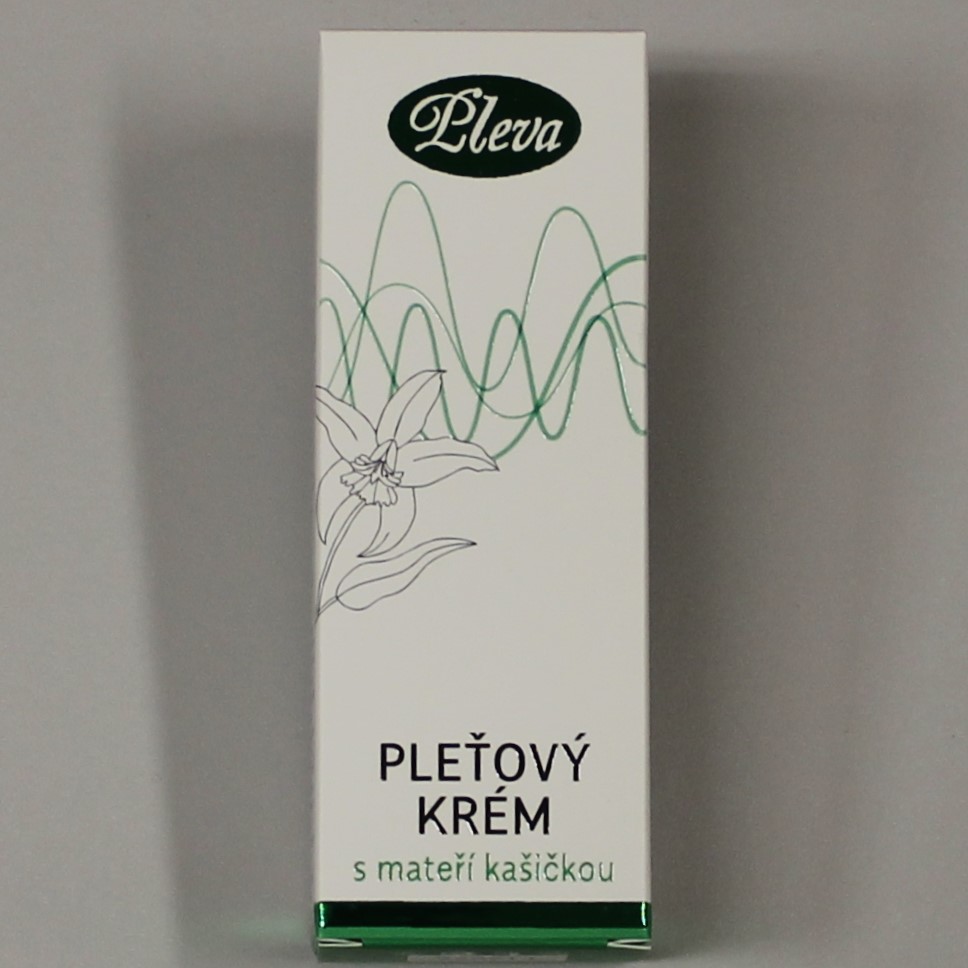 Pleva
PLEŤOVÝ
KRÉM
s mateří kašičkou